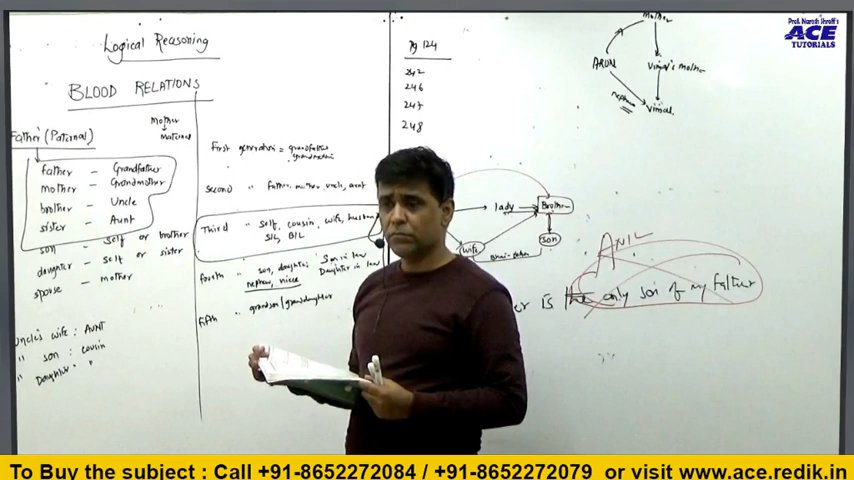 Logical Reasoning
BLOOD RELATIONS
Father (Paternal)
Mother
Maternal
father - Grandfather
mother - Grandmother
brother - Uncle
sister - Aunt
son - self or brother
daughter - self or sister
spouse - mother
Uncle's wife : AUNT
" son : cousin
" Daughter "
First generation = grandfather
grandmother
second " father, mother, uncle, aunt
Third " self, cousin, wife, husband
SIL, BIL
fourth " son, daughter, Son in law
nephew, niece Daughter in law
fifth " grandson/granddaughter
Pg 124
242
246
247
248
lady
Brother
wife
son
mother
ARUN
Vimal's mother
nephew
Vimal
ANIL
is only son of my father
Prof. Naresh Shroff's
ACE
TUTORIALS
To Buy the subject : Call +91-8652272084 / +91-8652272079 or visit www.ace.redik.in